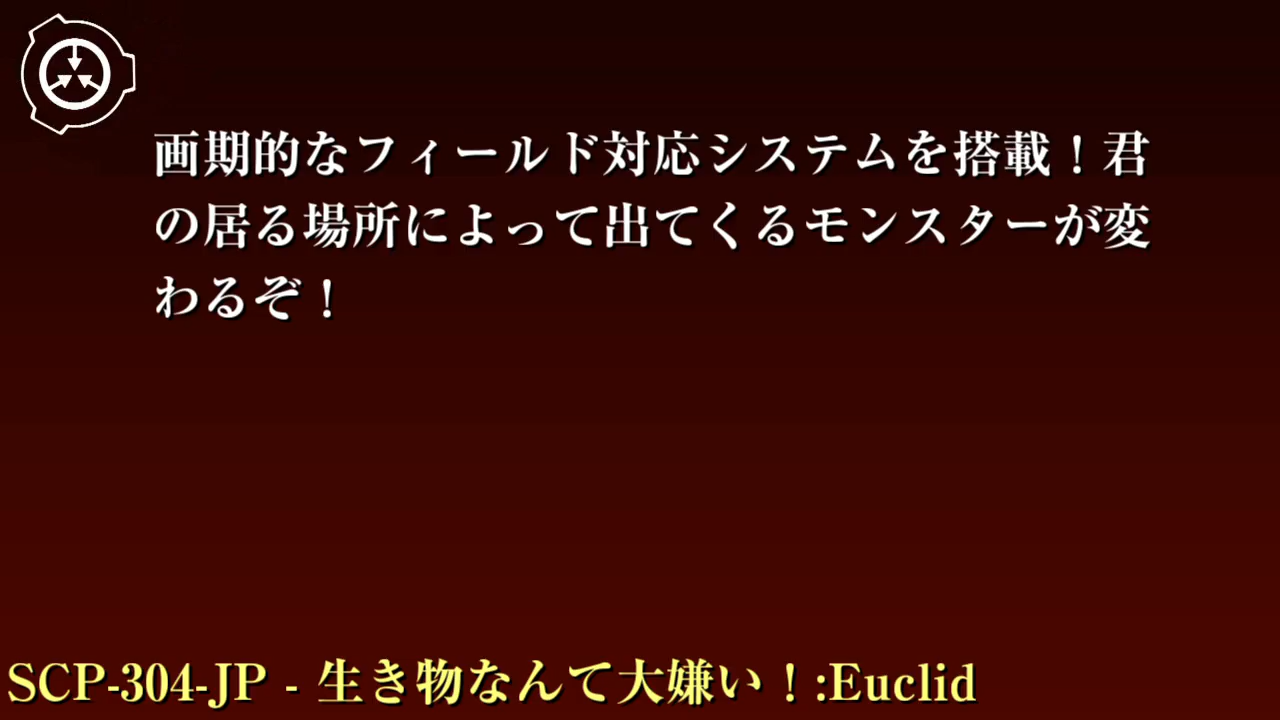 画期的なフィールド対応システムを搭載！君
の居る場所によって出てくるモンスターが変
わるぞ！
SCP-304-JP - 生き物なんて大嫌い！:Euclid